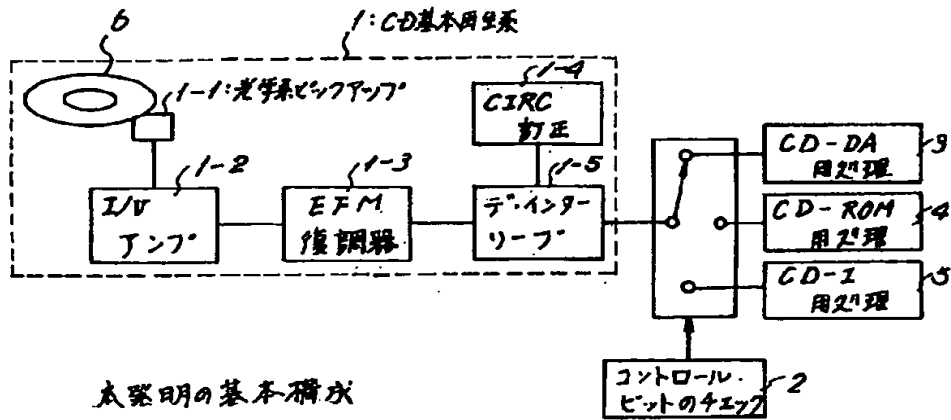 6
1:CD基本再生系
1-1:光学系ピックアップ
1-2
I/V
アンプ
1-3
EFM
復調器
1-4
CIRC
訂正
1-5
デ・インター
リーブ
CD-DA
用処理
3
CD-ROM
用処理
4
CD-I
用処理
5
コントロール・
ビットのチェック
2
本発明の基本構成